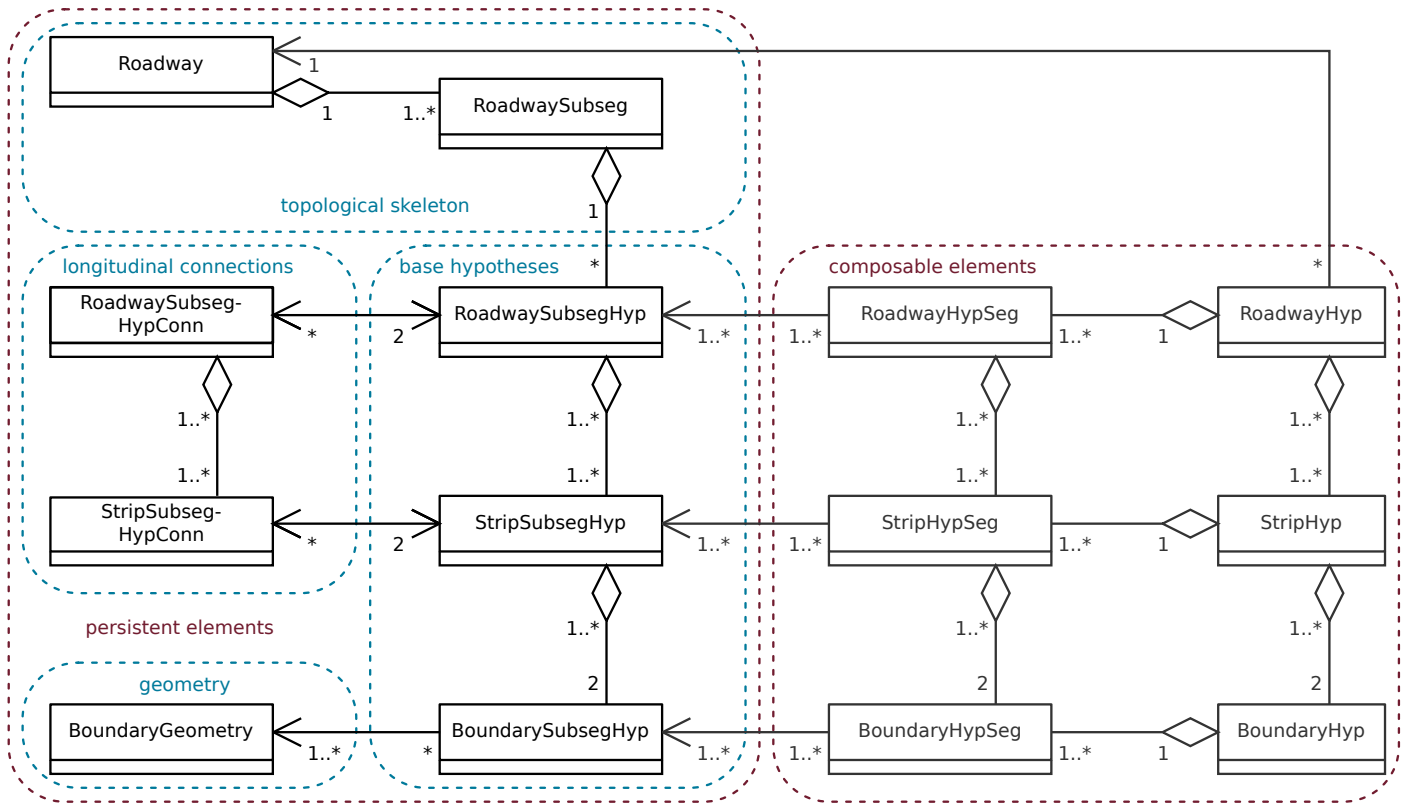 Roadway
1
1
1..*
RoadwaySubseg
1
topological skeleton
*
*
longitudinal connections
base hypotheses
composable elements
RoadwaySubseg-
HypConn
RoadwaySubsegHyp
RoadwayHypSeg
RoadwayHyp
*
2
1..*
1..*
1..*
1
1..*
1..*
1..*
1..*
1..*
1..*
1..*
1..*
StripSubseg-
HypConn
StripSubsegHyp
StripHypSeg
StripHyp
*
2
1..*
1..*
1..*
1
persistent elements
1..*
1..*
1..*
geometry
2
2
2
BoundaryGeometry
BoundarySubsegHyp
BoundaryHypSeg
BoundaryHyp
1..*
*
1..*
1..*
1..*
1